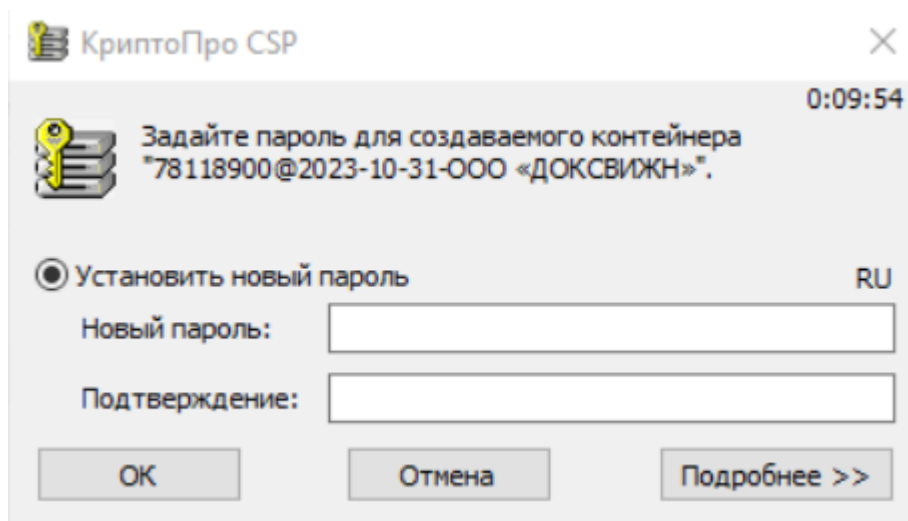 КриптоПро CSP
0:09:54
Задайте пароль для создаваемого контейнера
"78118900@2023-10-31-ООО «ДОКСВИЖН»".
Установить новый пароль
RU
Новый пароль:
Подтверждение:
ОК
Отмена
Подробнее >>